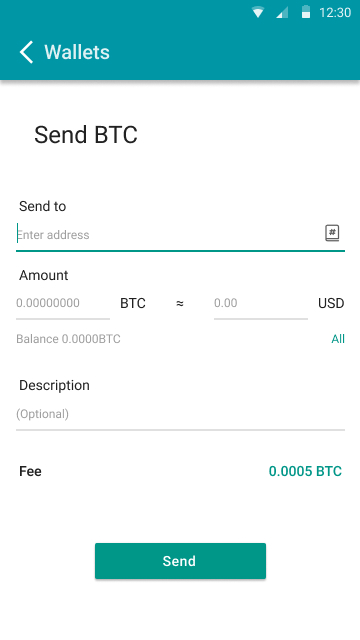 12:30
Wallets
Send BTC
Send to
Enter address
#
Amount
0.00000000 BTC ≈ 0.00 USD
Balance 0.0000BTC All
Description
(Optional)
Fee 0.0005 BTC
Send